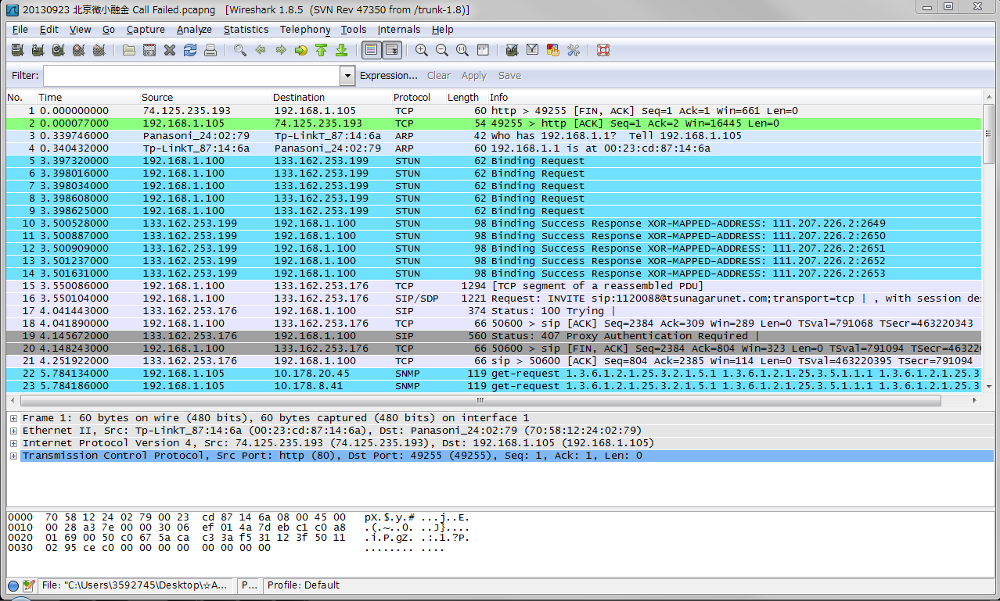 20130923 北京微小融金 Call Failed.pcapng [Wireshark 1.8.5 (SVN Rev 47350 from /trunk-1.8)]
File Edit View Go Capture Analyze Statistics Telephony Tools Internals Help
Filter: Expression... Clear Apply Save
No. Time Source Destination Protocol Length Info
1 0.000000000 74.125.235.193 192.168.1.105 TCP 60 http > 49255 [FIN, ACK] Seq=1 Ack=1 Win=661 Len=0
2 0.000077000 192.168.1.105 74.125.235.193 TCP 54 49255 > http [ACK] Seq=1 Ack=2 Win=16445 Len=0
3 0.339746000 Panasoni_24:02:79 Tp-LinkT_87:14:6a ARP 42 Who has 192.168.1.1? Tell 192.168.1.105
4 0.340432000 Tp-LinkT_87:14:6a Panasoni_24:02:79 ARP 60 192.168.1.1 is at 00:23:cd:87:14:6a
5 3.397320000 192.168.1.100 133.162.253.199 STUN 62 Binding Request
6 3.398016000 192.168.1.100 133.162.253.199 STUN 62 Binding Request
7 3.398034000 192.168.1.100 133.162.253.199 STUN 62 Binding Request
8 3.398608000 192.168.1.100 133.162.253.199 STUN 62 Binding Request
9 3.398625000 192.168.1.100 133.162.253.199 STUN 62 Binding Request
10 3.500528000 133.162.253.199 192.168.1.100 STUN 98 Binding Success Response XOR-MAPPED-ADDRESS: 111.207.226.2:2649
11 3.500887000 133.162.253.199 192.168.1.100 STUN 98 Binding Success Response XOR-MAPPED-ADDRESS: 111.207.226.2:2650
12 3.500909000 133.162.253.199 192.168.1.100 STUN 98 Binding Success Response XOR-MAPPED-ADDRESS: 111.207.226.2:2651
13 3.501237000 133.162.253.199 192.168.1.100 STUN 98 Binding Success Response XOR-MAPPED-ADDRESS: 111.207.226.2:2652
14 3.501631000 133.162.253.199 192.168.1.100 STUN 98 Binding Success Response XOR-MAPPED-ADDRESS: 111.207.226.2:2653
15 3.550086000 192.168.1.100 133.162.253.176 TCP 1294 [TCP segment of a reassembled PDU]
16 3.550104000 192.168.1.100 133.162.253.176 SIP/SDP 1221 Request: INVITE sip:1120088@tsunagarunet.com;transport=tcp | , with session des
17 4.041443000 133.162.253.176 192.168.1.100 SIP 374 Status: 100 Trying |
18 4.041890000 192.168.1.100 133.162.253.176 TCP 66 50600 > sip [ACK] Seq=2384 Ack=309 Win=289 Len=0 TSval=791068 TSecr=463220343
19 4.145672000 133.162.253.176 192.168.1.100 SIP 560 Status: 407 Proxy Authentication Required |
20 4.148243000 192.168.1.100 133.162.253.176 TCP 66 50600 > sip [FIN, ACK] Seq=2384 Ack=804 Win=323 Len=0 TSval=791094 TSecr=46322
21 4.251922000 133.162.253.176 192.168.1.100 TCP 66 sip > 50600 [ACK] Seq=804 Ack=2385 Win=114 Len=0 TSval=463220395 TSecr=791094
22 5.784134000 192.168.1.105 10.178.20.45 SNMP 119 get-request 1.3.6.1.2.1.25.3.2.1.5.1 1.3.6.1.2.1.25.3.5.1.1.1 1.3.6.1.2.1.25.3
23 5.784186000 192.168.1.105 10.178.8.41 SNMP 119 get-request 1.3.6.1.2.1.25.3.2.1.5.1 1.3.6.1.2.1.25.3.5.1.1.1 1.3.6.1.2.1.25.3
Frame 1: 60 bytes on wire (480 bits), 60 bytes captured (480 bits) on interface 1
Ethernet II, Src: Tp-LinkT_87:14:6a (00:23:cd:87:14:6a), Dst: Panasoni_24:02:79 (70:58:12:24:02:79)
Internet Protocol Version 4, Src: 74.125.235.193 (74.125.235.193), Dst: 192.168.1.105 (192.168.1.105)
Transmission Control Protocol, Src Port: http (80), Dst Port: 49255 (49255), Seq: 1, Ack: 1, Len: 0
0000 70 58 12 24 02 79 00 23 cd 87 14 6a 08 00 45 00 pX.$.y.# ...j..E.
0010 00 28 a3 7e 00 00 30 06 ef 01 4a 7d eb c1 c0 a8 .(.~..0. ..J}....
0020 01 69 00 50 c0 67 5a ca c3 3a f5 31 12 3f 50 11 .i.P.gZ. .:.1.?P.
0030 02 95 ce c0 00 00 00 00 00 00 00 00 ........ ....
File: "C:\Users\3592745\Desktop\☆A... P... Profile: Default